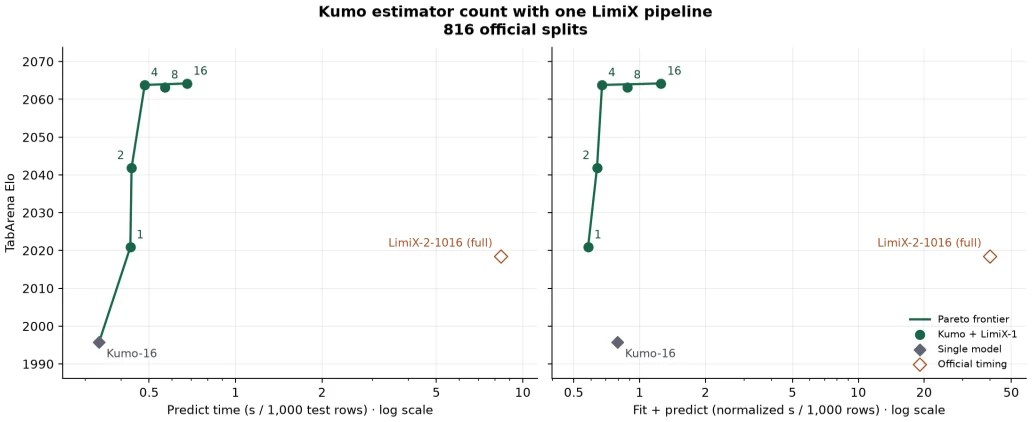 Kumo estimator count with one LimiX pipeline
816 official splits
TabArena Elo
2070
2060
2050
2040
2030
2020
2010
2000
1990
4
8
16
2
1
LimiX-2-1016 (full)
Kumo-16
0.5
1
2
5
10
Predict time (s / 1,000 test rows) · log scale
4
8
16
2
1
LimiX-2-1016 (full)
Kumo-16
Pareto frontier
Kumo + LimiX-1
Single model
Official timing
0.5
1
2
5
10
20
50
Fit + predict (normalized s / 1,000 rows) · log scale